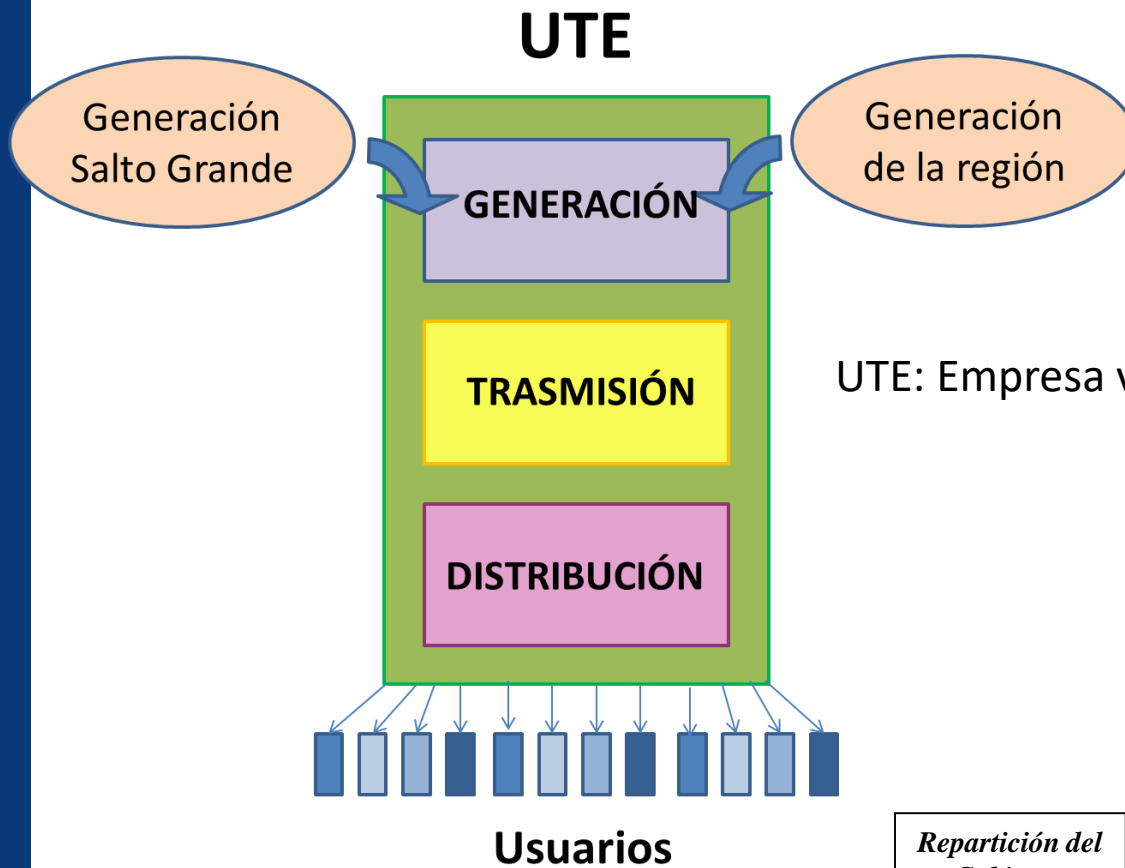 UTE
Generación
Salto Grande
Generación
de la región
GENERACIÓN
TRASMISIÓN
UTE: Empresa
DISTRIBUCIÓN
Usuarios
Repartición del